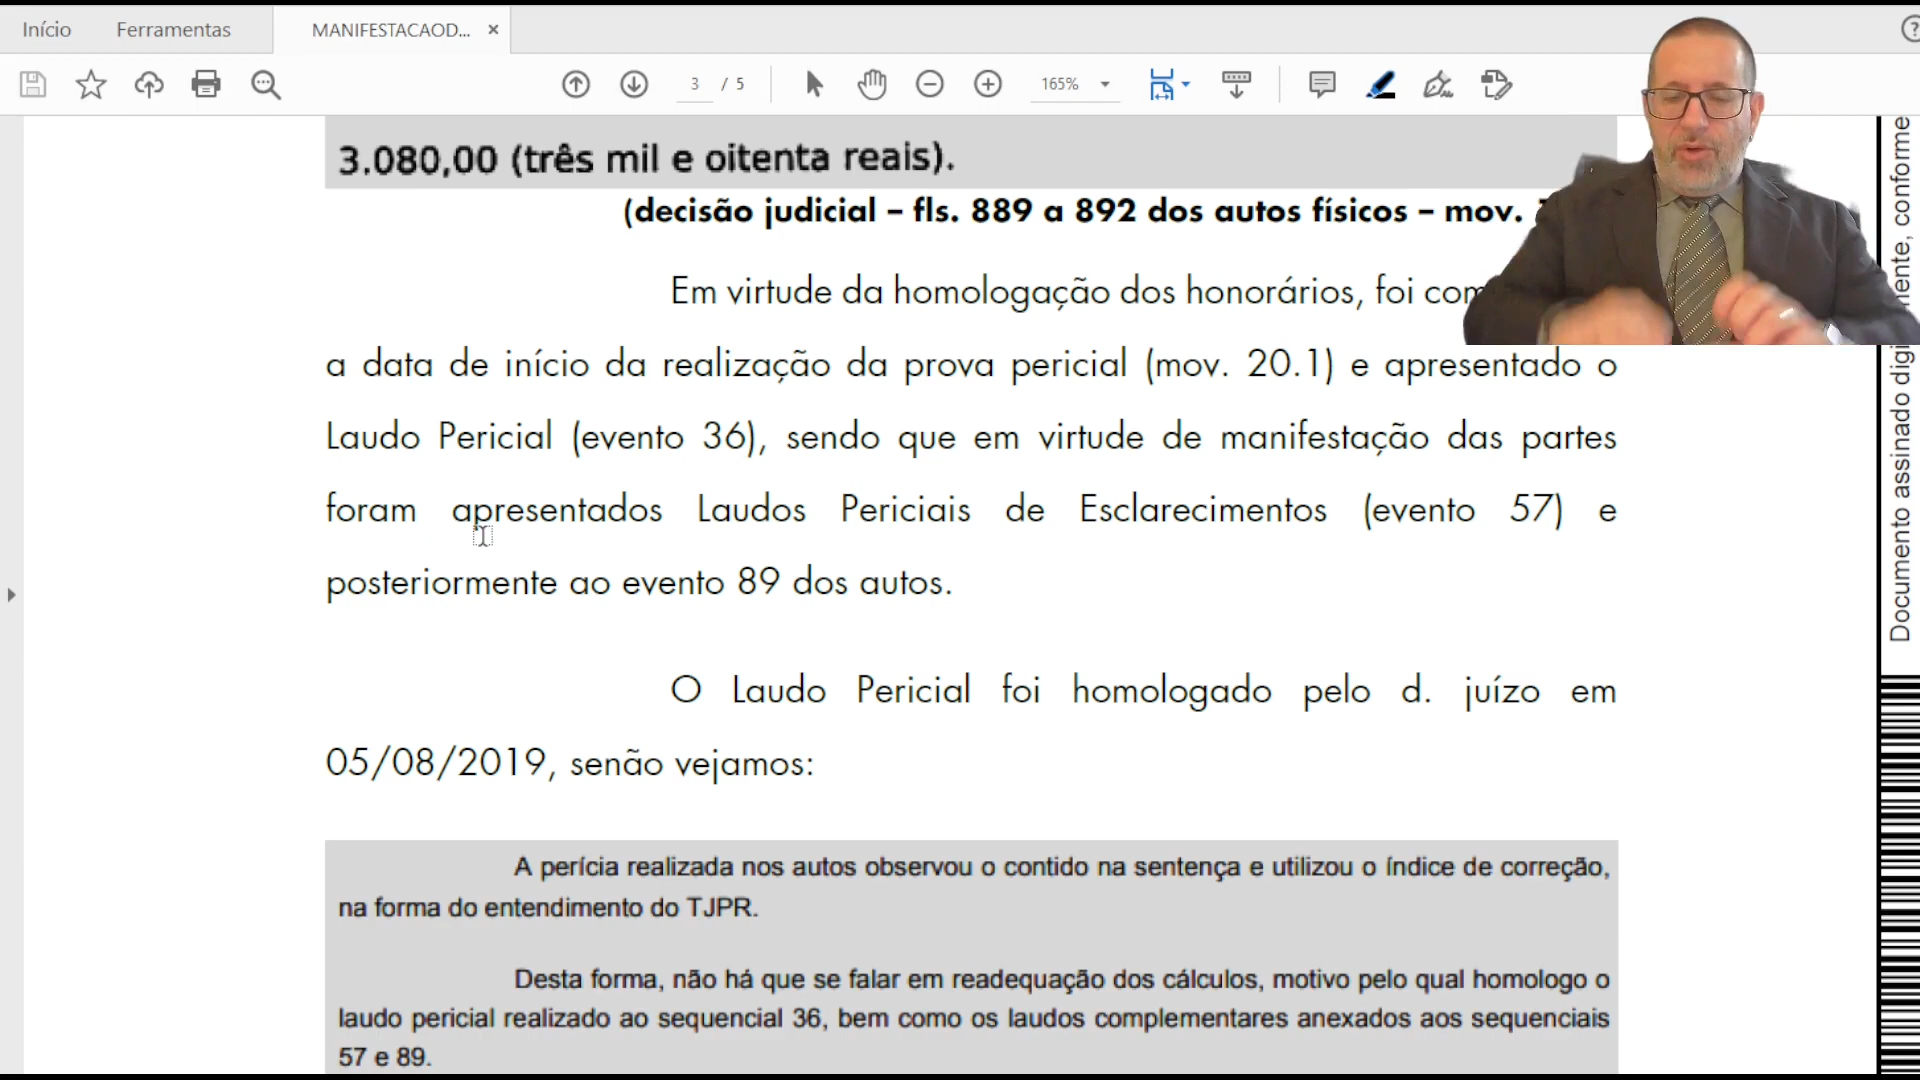 Início
Ferramentas
MANIFESTACAOD...
3 / 5
165%
3.080,00 (três mil e oitenta reais).
(decisão judicial – fls. 889 a 892 dos autos físicos – mov.
Em virtude da homologação dos honorários, foi
a data de início da realização da prova pericial (mov. 20.1) e apresentado o
Laudo Pericial (evento 36), sendo que em virtude de manifestação das partes
foram apresentados Laudos Periciais de Esclarecimentos (evento 57) e
posteriormente ao evento 89 dos autos.
O Laudo Pericial foi homologado pelo d. juízo em
05/08/2019, senão vejamos:
A perícia realizada nos autos observou o contido na sentença e utilizou o índice de correção,
na forma do entendimento do TJPR.
Desta forma, não há que se falar em readequação dos cálculos, motivo pelo qual homologo o
laudo pericial realizado ao sequencial 36, bem como os laudos complementares anexados aos sequenciais
57 e 89.
Documento assinado digi
ente, conforme